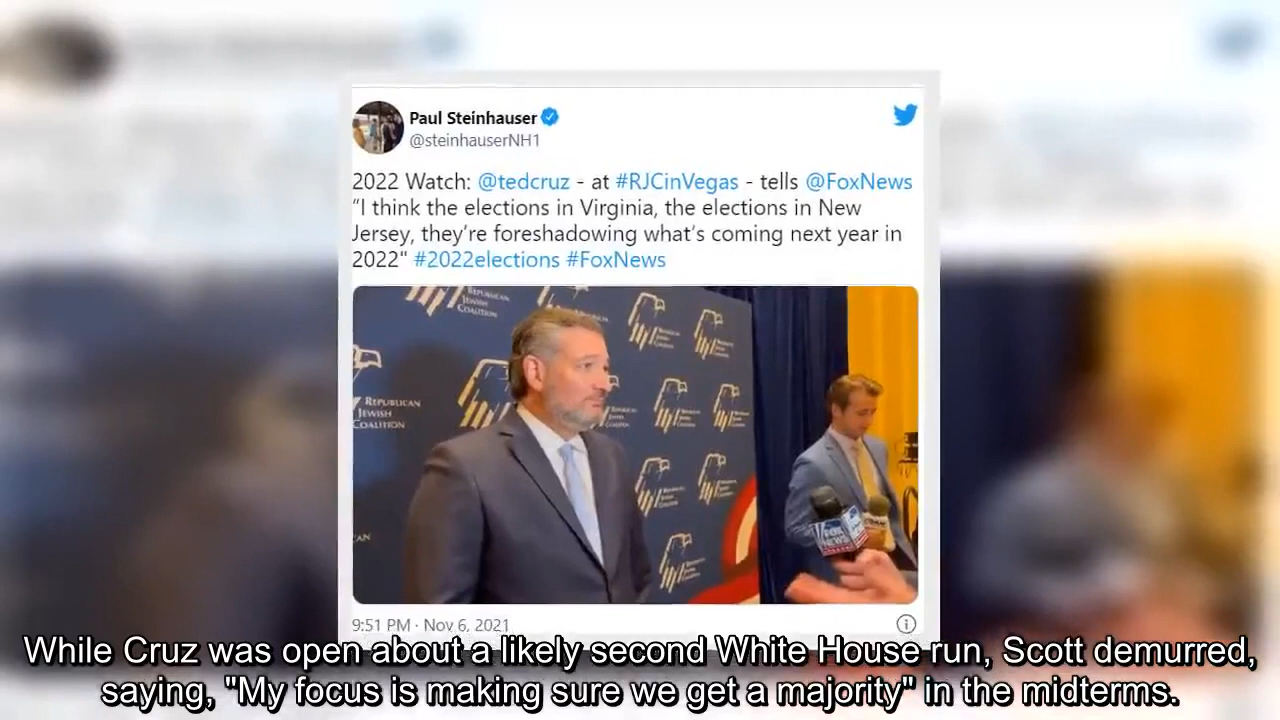 Paul Steinhauser
@steinhauserNH1
2022 Watch: @tedcruz - at #RJCinVegas - tells @FoxNews
“I think the elections in Virginia, the elections in New
Jersey, they’re foreshadowing what’s coming next year in
2022" #2022elections #FoxNews
REPUBLICAN
JEWISH
COALITION
REPUBLICAN
JEWISH
COALITION
FOX
NEWS
9:51 PM · Nov 6, 2021
While Cruz was open about a likely second White House run, Scott demurred,
saying, "My focus is making sure we get a majority" in the midterms.